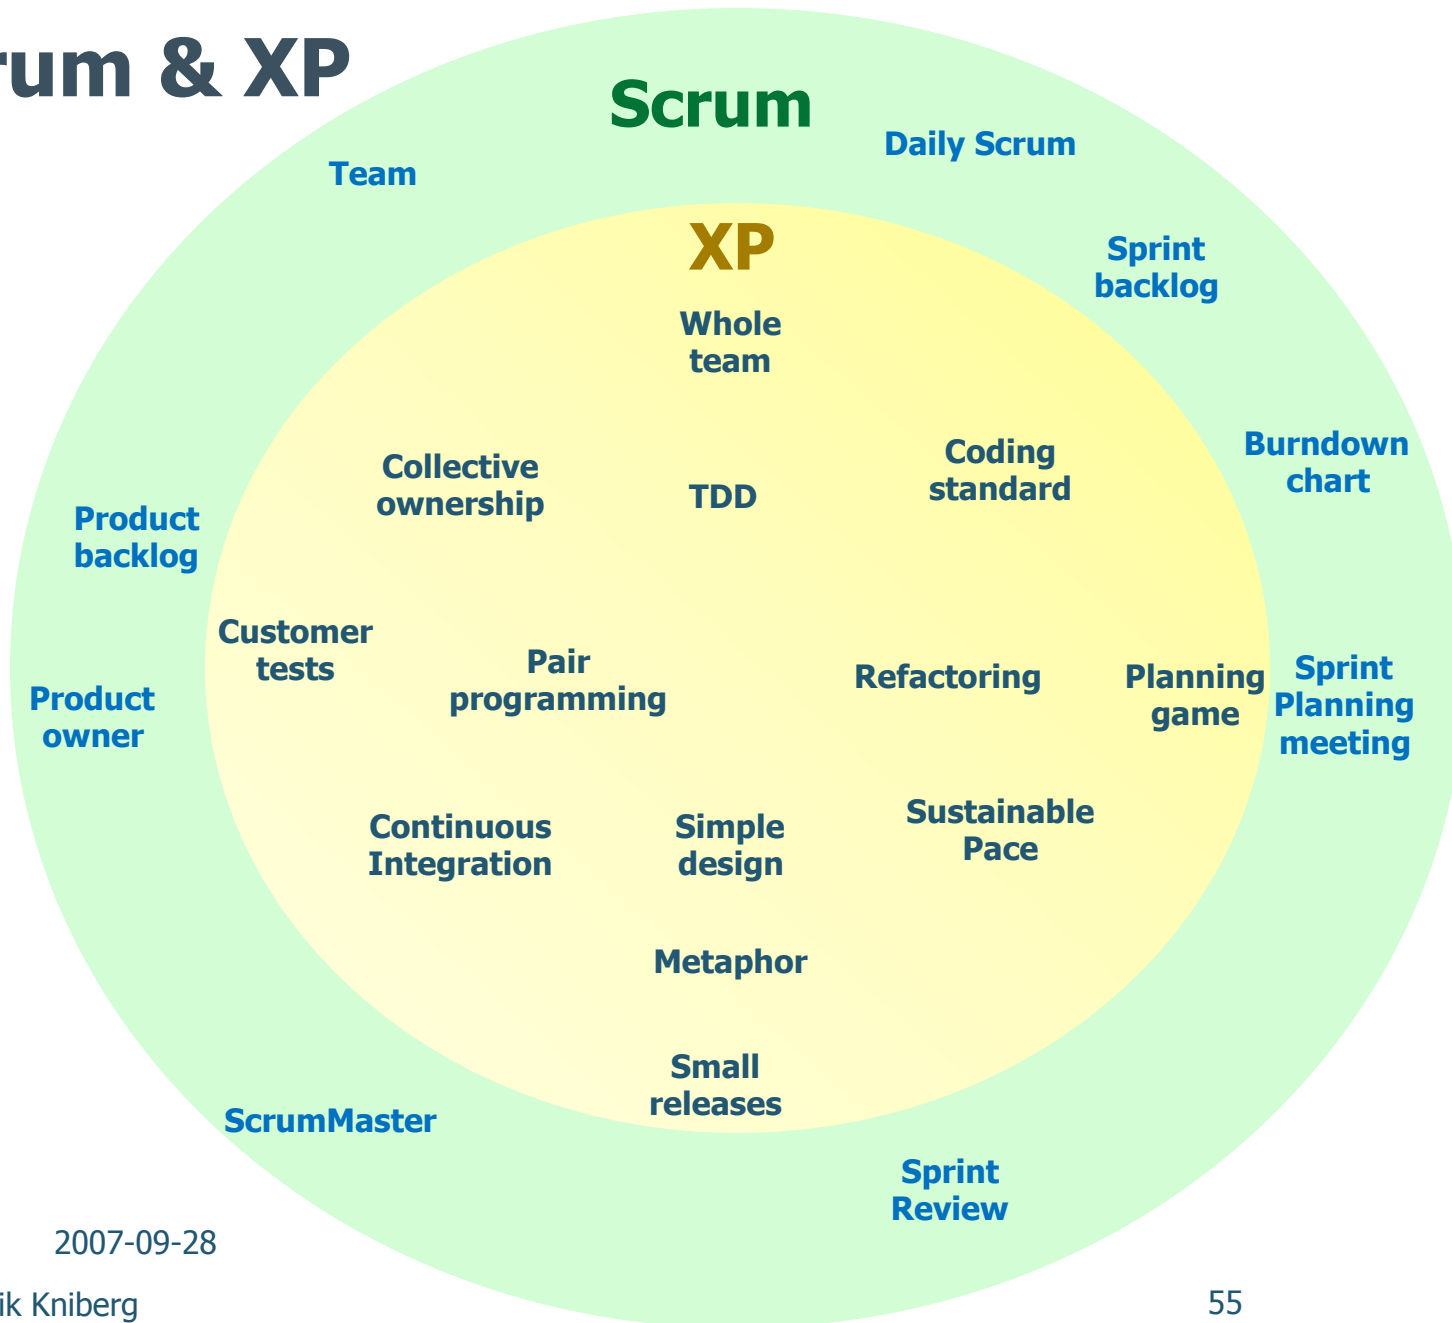 rum & XP
Scrum
Daily Scrum
Team
XP
Sprint
backlog
Whole
team
Collective
ownership
TDD
Coding
standard
Burndown
chart
Product
backlog
Customer
tests
Pair
programming
Refactoring
Planning
game
Sprint
Planning
meeting
Product
owner
Continuous
Integration
Simple
design
Sustainable
Pace
Metaphor
Small
releases
ScrumMaster
Sprint
Review
2007-09-28
ik Kniberg
55